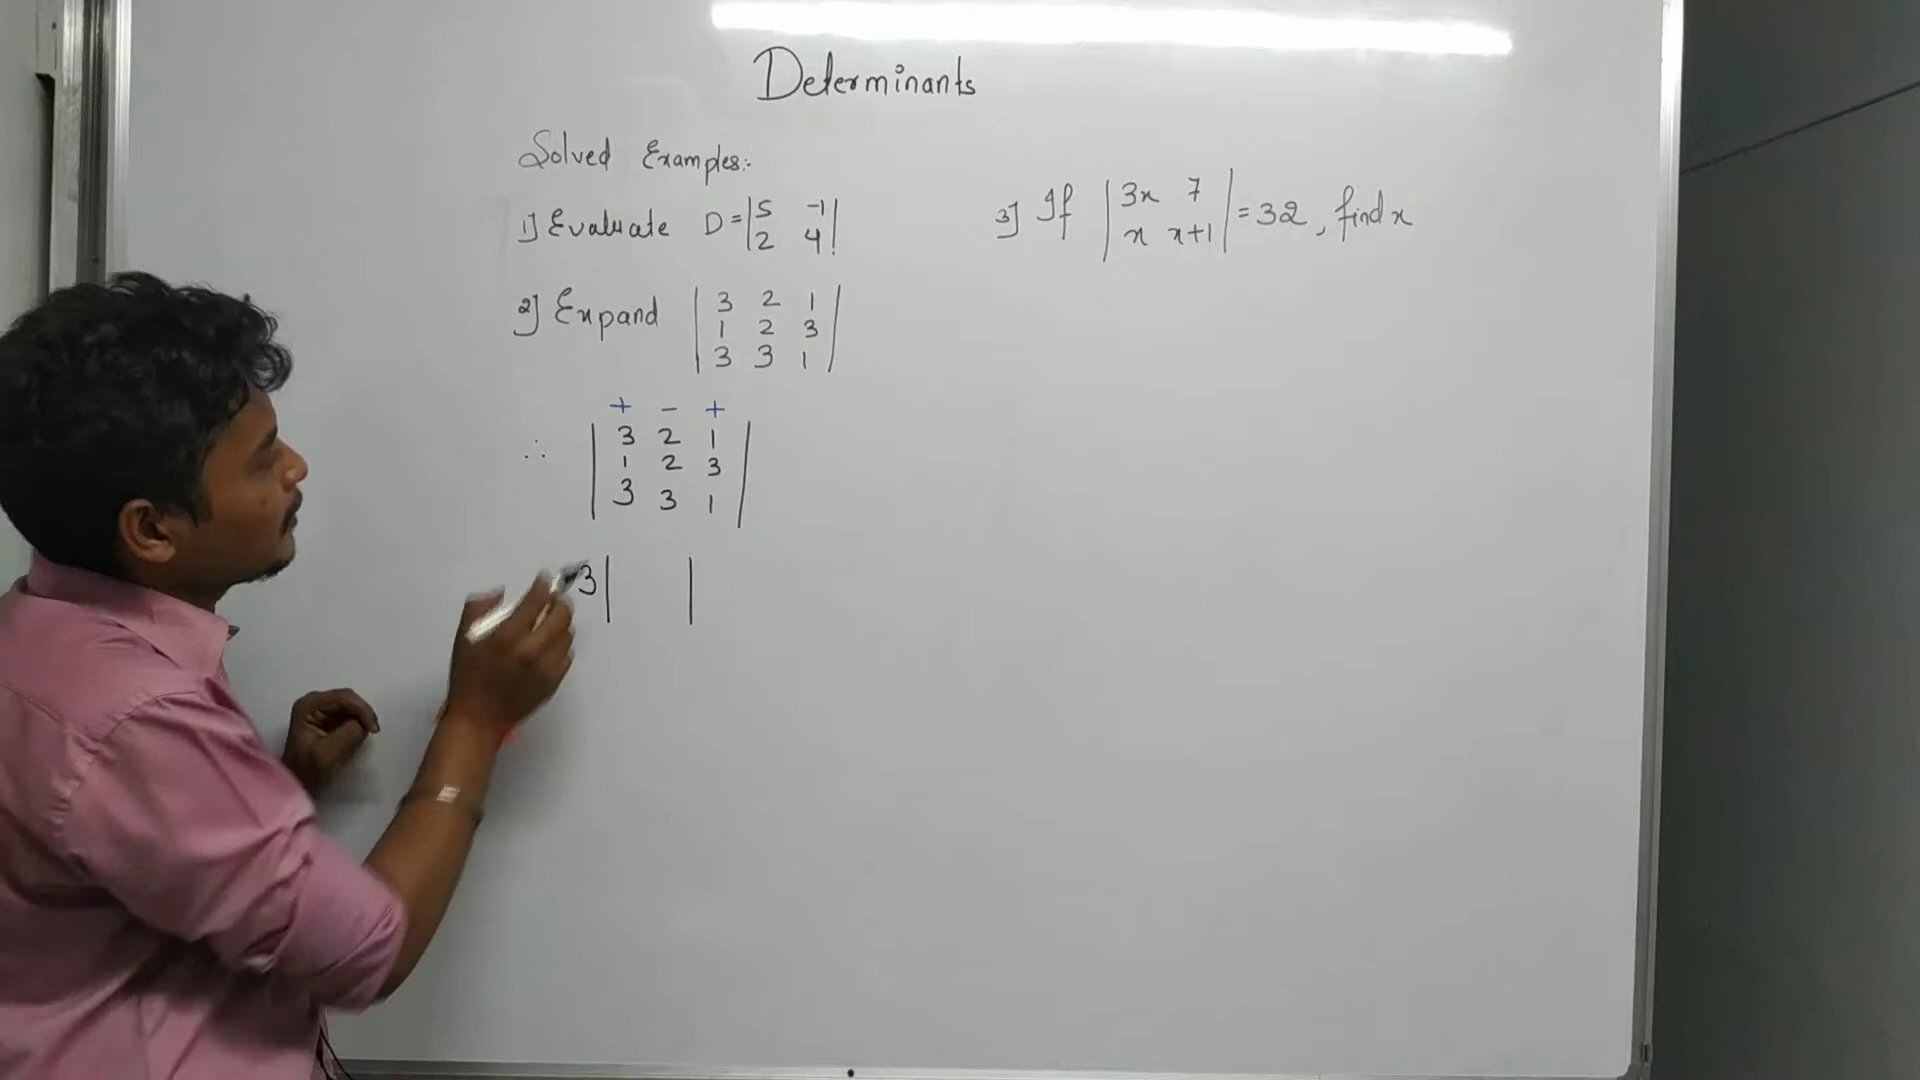 Determinants
Solved Examples:-
1] Evaluate D = | 5 -1 |
| 2 4 |
2] Expand | 3 2 1 |
| 1 2 3 |
| 3 3 1 |
+ - +
∴ | 3 2 1 |
| 1 2 3 |
| 3 3 1 |
3 | |
3] If | 3x 7 | = 32, find x
| x x+1 |